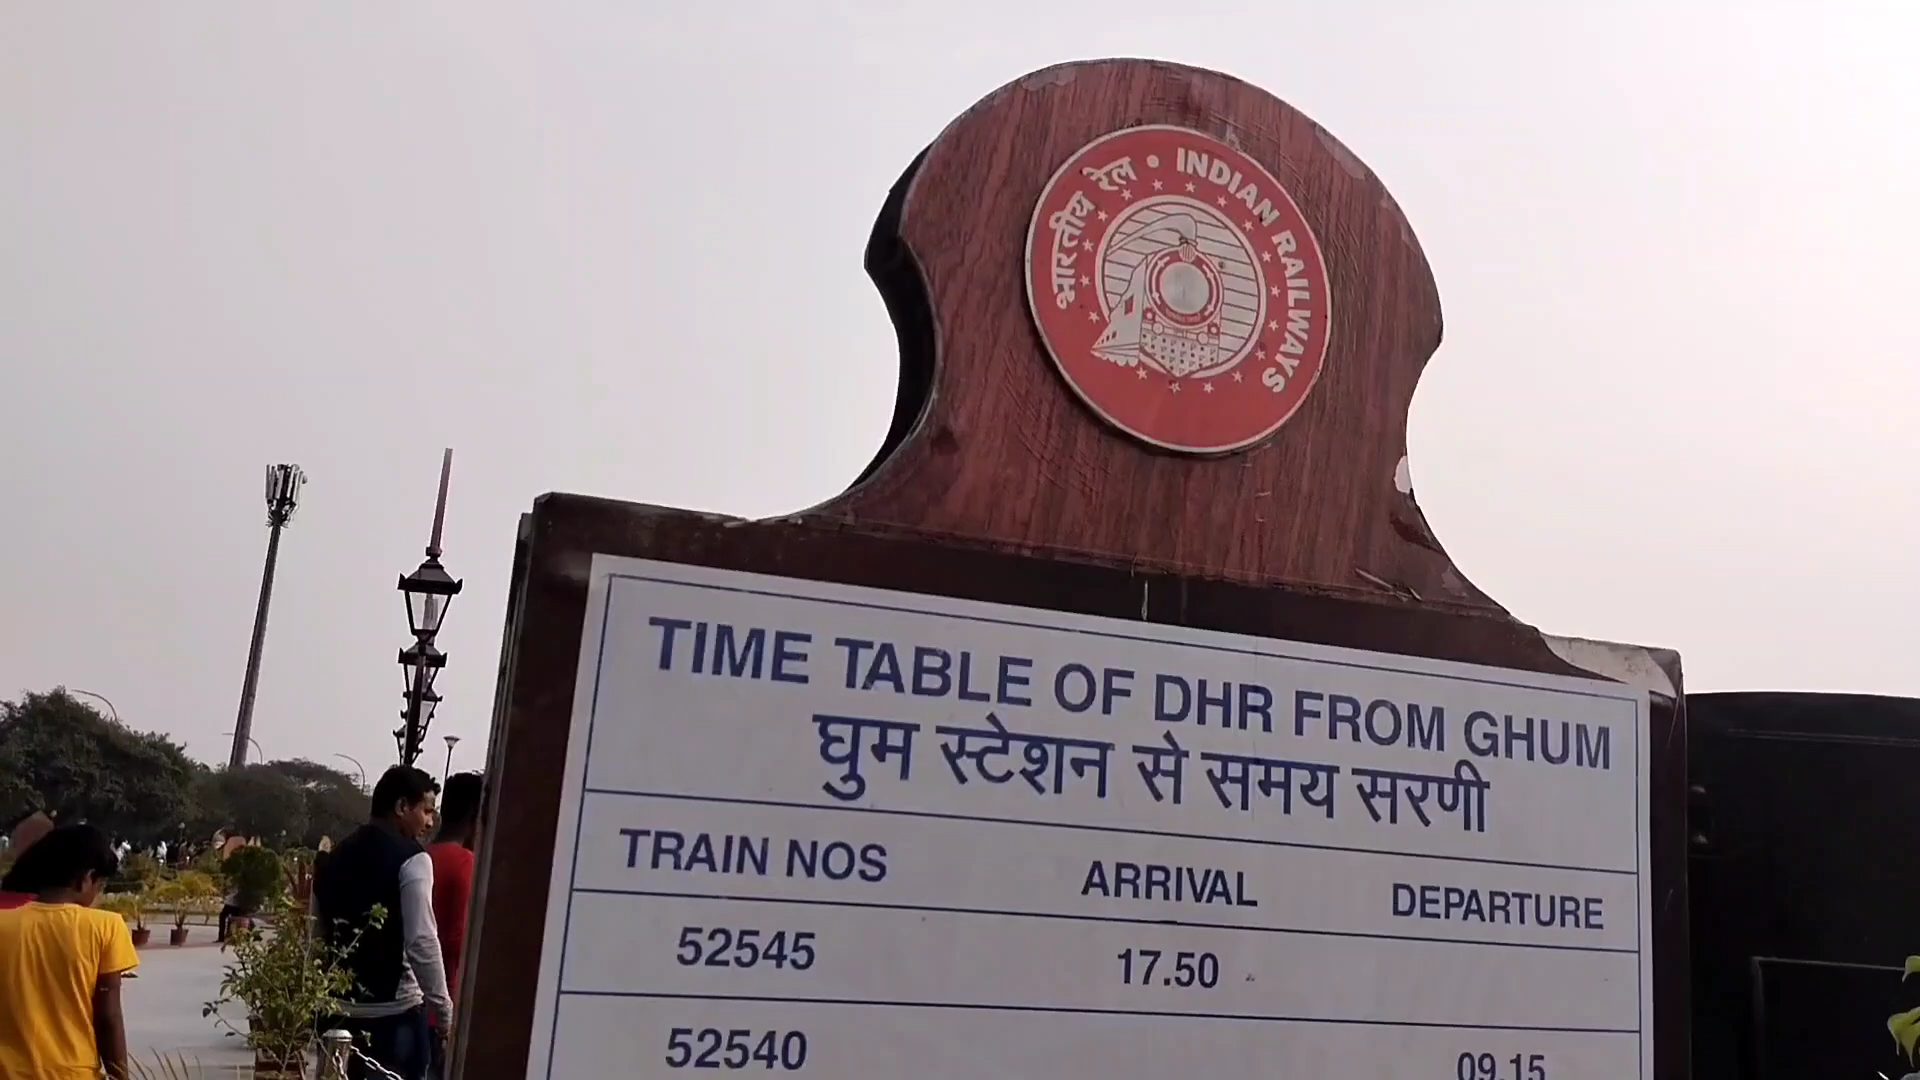 भारतीय रेल • INDIAN RAILWAYS
TIME TABLE OF DHR FROM GHUM
घुम स्टेशन से समय सरणी
TRAIN NOS ARRIVAL DEPARTURE
52545 17.50
52540 09.15